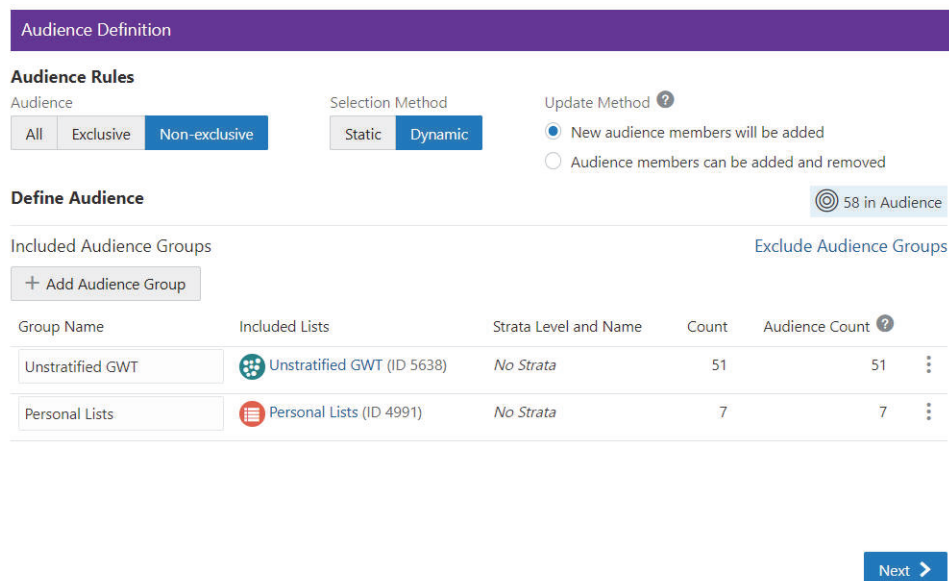 Audience Definition
Audience Rules
Audience Selection Method Update Method ?
All Exclusive Non-exclusive Static Dynamic New audience members will be added
Audience members can be added and removed
Define Audience 58 in Audience
Included Audience Groups Exclude Audience Groups
+ Add Audience Group
Group Name Included Lists Strata Level and Name Count Audience Count ?
Unstratified GWT Unstratified GWT (ID 5638) No Strata 51 51
Personal Lists Personal Lists (ID 4991) No Strata 7 7
Next